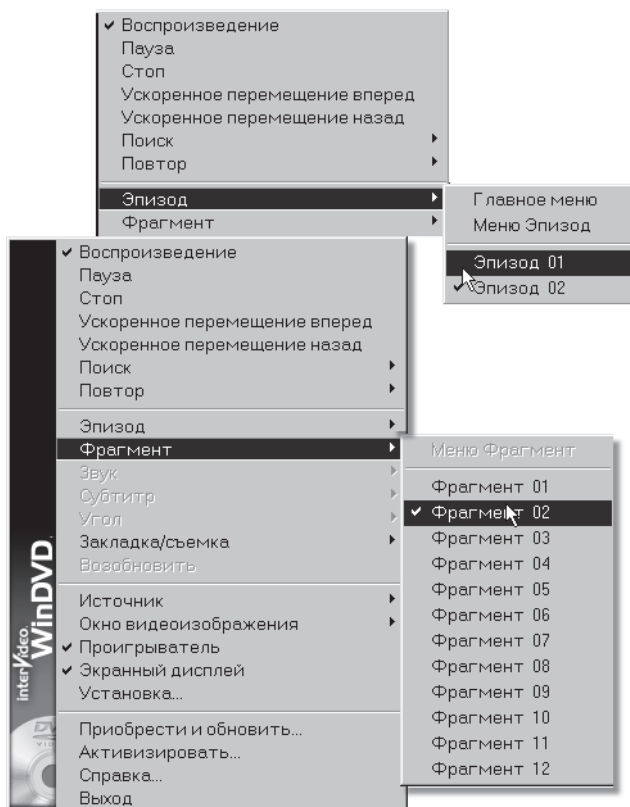 Воспроизведение
Пауза
Стоп
Ускоренное перемещение вперед
Ускоренное перемещение назад
Поиск
Повтор
Эпизод
Фрагмент
Главное меню
Меню Эпизод
Эпизод 01
Эпизод 02
Воспроизведение
Пауза
Стоп
Ускоренное перемещение вперед
Ускоренное перемещение назад
Поиск
Повтор
Эпизод
Фрагмент
Звук
Субтитр
Угол
Закладка/съемка
Возобновить
Источник
Окно видеоизображения
Проигрыватель
Экранный дисплей
Установка...
Приобрести и обновить...
Активизировать...
Справка...
Выход
Меню Фрагмент
Фрагмент 01
Фрагмент 02
Фрагмент 03
Фрагмент 04
Фрагмент 05
Фрагмент 06
Фрагмент 07
Фрагмент 08
Фрагмент 09
Фрагмент 10
Фрагмент 11
Фрагмент 12
interVideo.
WinDVD